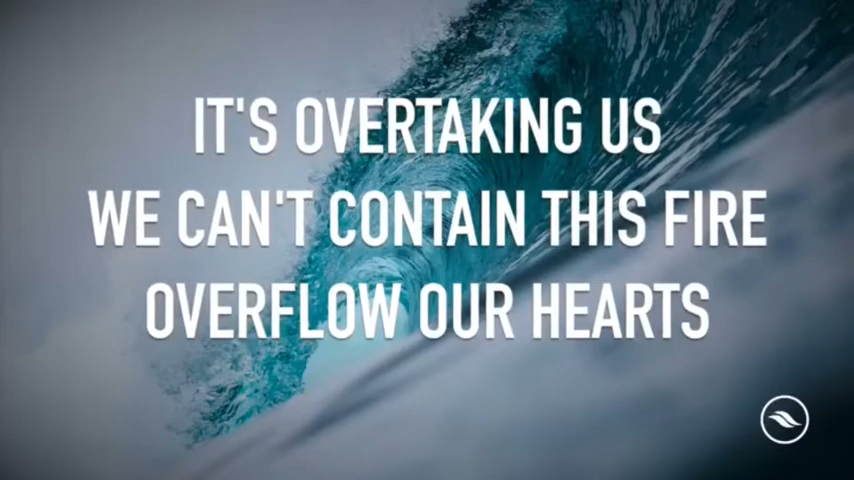 IT'S OVERTAKING US
WE CAN'T CONTAIN THIS FIRE
OVERFLOW OUR HEARTS